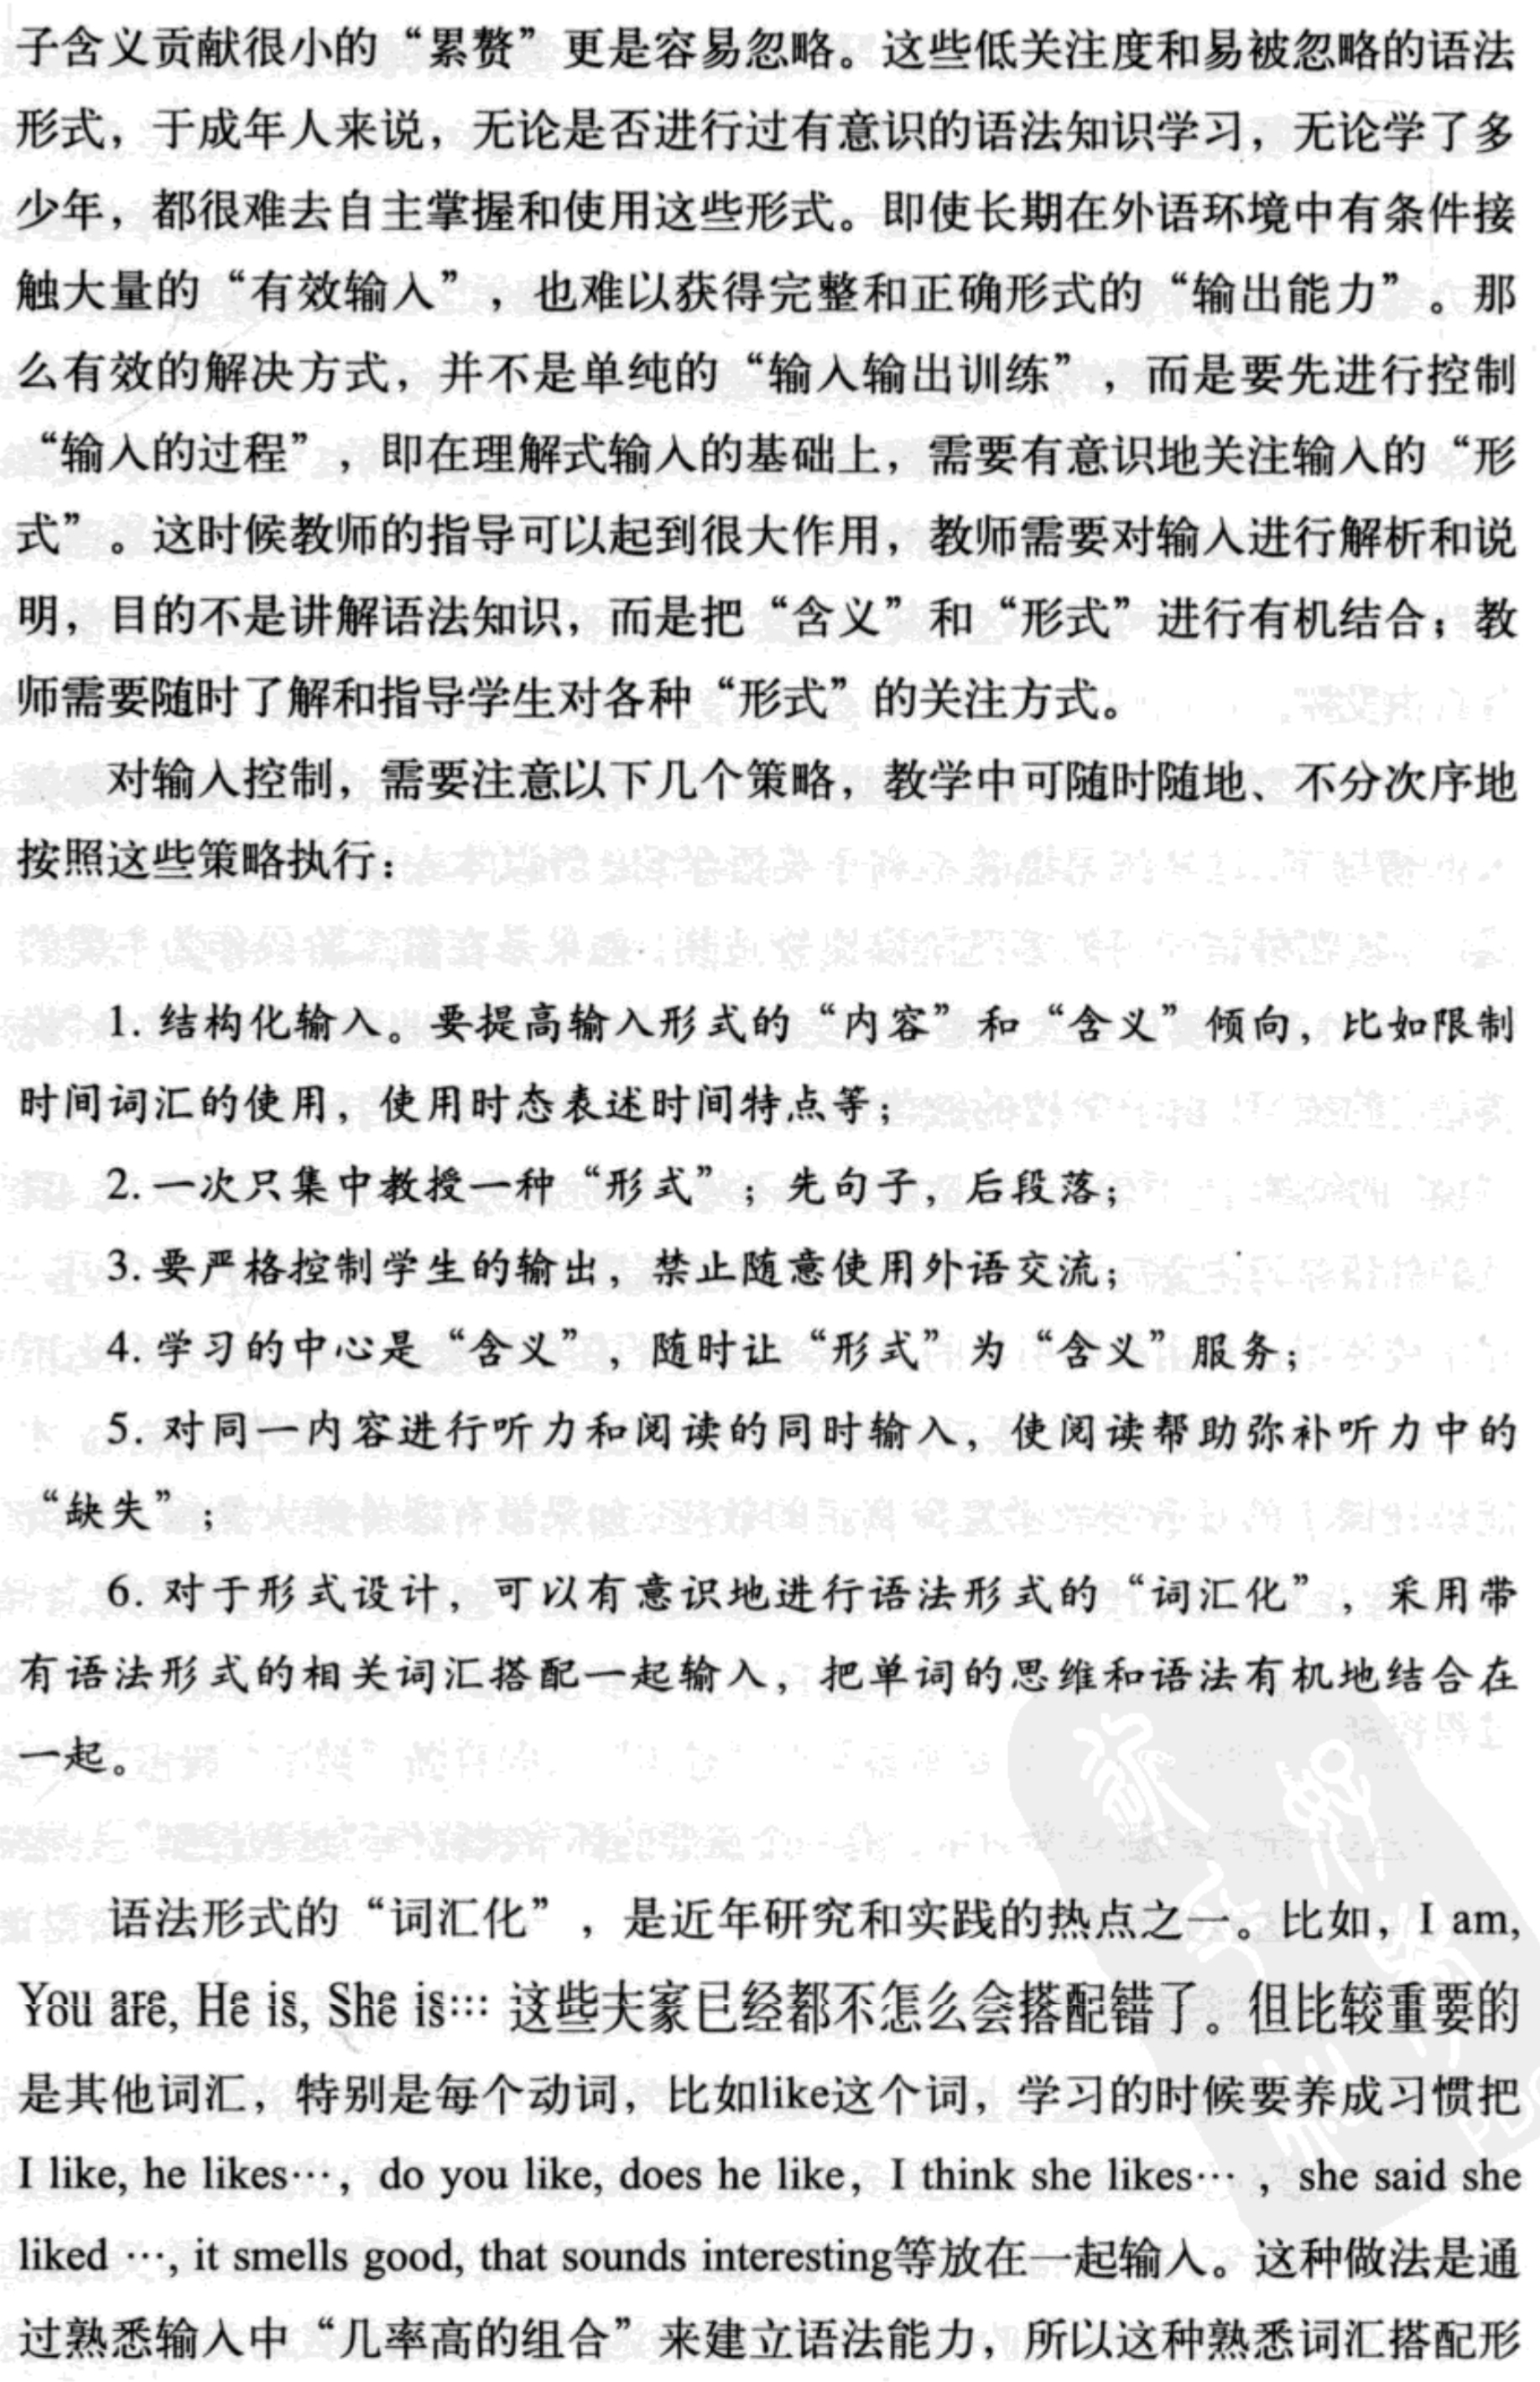 子含义贡献很小的“累赘”更是容易忽略。这些低关注度和易被忽略的语法
形式，于成年人来说，无论是否进行过有意识的语法知识学习，无论学了多
少年，都很难去自主掌握和使用这些形式。即使长期在外语环境中有条件接
触大量的“有效输入”，也难以获得完整和正确形式的“输出能力”。那
么有效的解决方式，并不是单纯的“输入输出训练”，而是要先进行控制
“输入的过程”，即在理解式输入的基础上，需要有意识地关注输入的“形
式”。这时候教师的指导可以起到很大作用，教师需要对输入进行解析和说
明，目的不是讲解语法知识，而是把“含义”和“形式”进行有机结合；教
师需要随时了解和指导学生对各种“形式”的关注方式。
对输入控制，需要注意以下几个策略，教学中可随时随地、不分次序地
按照这些策略执行：
1. 结构化输入。要提高输入形式的“内容”和“含义”倾向，比如限制
时间词汇的使用，使用时态表述时间特点等；
2. 一次只集中教授一种“形式”；先句子，后段落；
3. 要严格控制学生的输出，禁止随意使用外语交流；
4. 学习的中心是“含义”，随时让“形式”为“含义”服务；
5. 对同一内容进行听力和阅读的同时输入，使阅读帮助弥补听力中的
“缺失”；
6. 对于形式设计，可以有意识地进行语法形式的“词汇化”，采用带
有语法形式的相关词汇搭配一起输入，把单词的思维和语法有机地结合在
一起。
语法形式的“词汇化”，是近年研究和实践的热点之一。比如，I am,
You are, He is, She is… 这些大家已经都不怎么会搭配错了。但比较重要的
是其他词汇，特别是每个动词，比如like这个词，学习的时候要养成习惯把
I like, he likes…，do you like, does he like，I think she likes…，she said she
liked …, it smells good, that sounds interesting等放在一起输入。这种做法是通
过熟悉输入中“几率高的组合”来建立语法能力，所以这种熟悉词汇搭配形